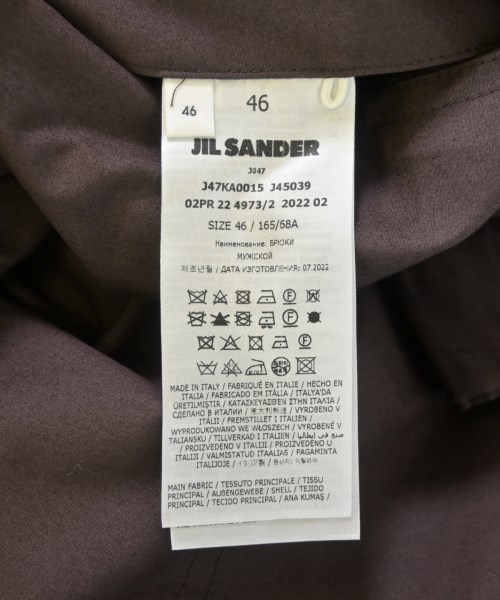 46
46
JIL SANDER
J047
J47KA0015 J45039
02PR 22 4973/2 2022 02
SIZE 46 / 165/68A
Наименование: БРЮКИ
МУЖСКОЙ
제조년월 / ДАТА ИЗГОТОВЛЕНИЯ: 07.2022
MADE IN ITALY / FABRIQUÉ EN ITALIE / HECHO EN
ITALIA / FABRICADO EM ITÁLIA / ITALYA'DA
ÜRETILMIŞTIR / ΚΑΤΑΣΚΕΥΑΣΘΕΝ ΣΤΗΝ ΙΤΑΛΙΑ /
СДЕЛАНО В ИТАЛИИ / 意大利制造 / VYROBENO V
ITÁLII / FREMSTILLET I ITALIEN /
WYPRODUKOWANO WE WŁOSZECH / VYROBENÉ V
TALIANSKU / TILLVERKAD I ITALIEN / صنع في إيطاليا
/ PROIZVEDENO V ITALIJI / PROIZVEDENO U
ITALIJI / VALMISTATUD ITAALIAS / PAGAMINTA
ITALIJOJE / イタリア製 / 원산지: 이탈리아
MAIN FABRIC / TESSUTO PRINCIPALE / TISSU
PRINCIPAL / AUßENGEWEBE / SHELL / TEJIDO
PRINCIPAL / TECIDO PRINCIPAL / ANA KUMAŞ /